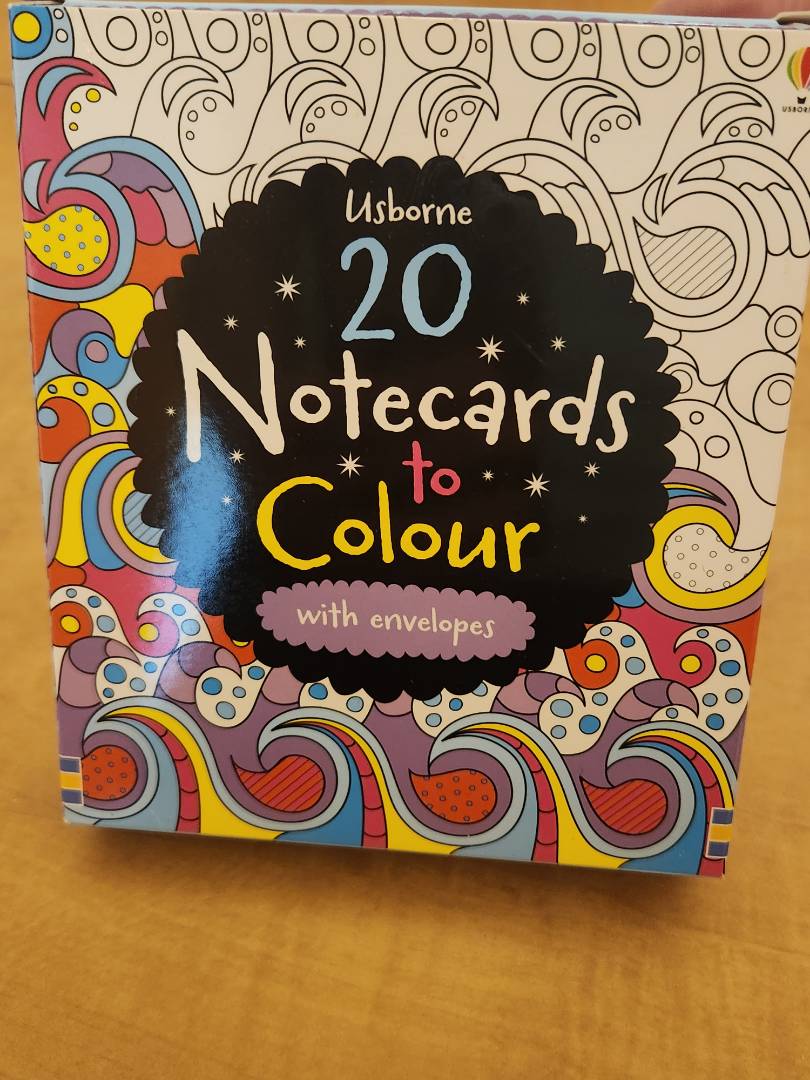 Usborne
20
Notecards
to
Colour
with envelopes